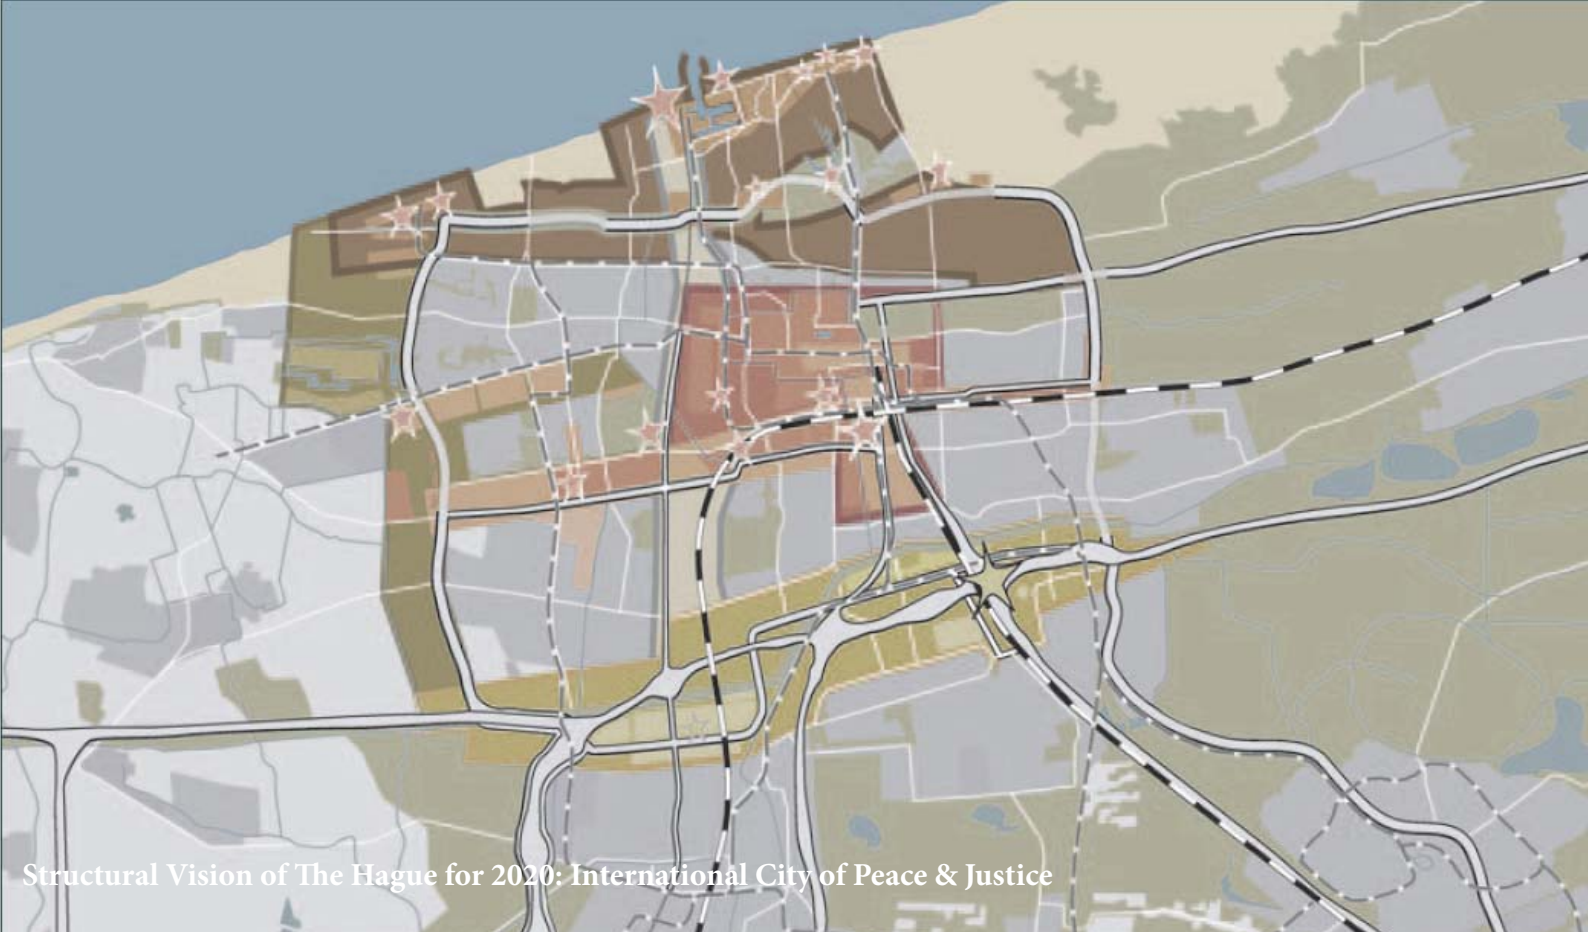 Structural Vision of The Hague for 2020: International City of Peace & Justice